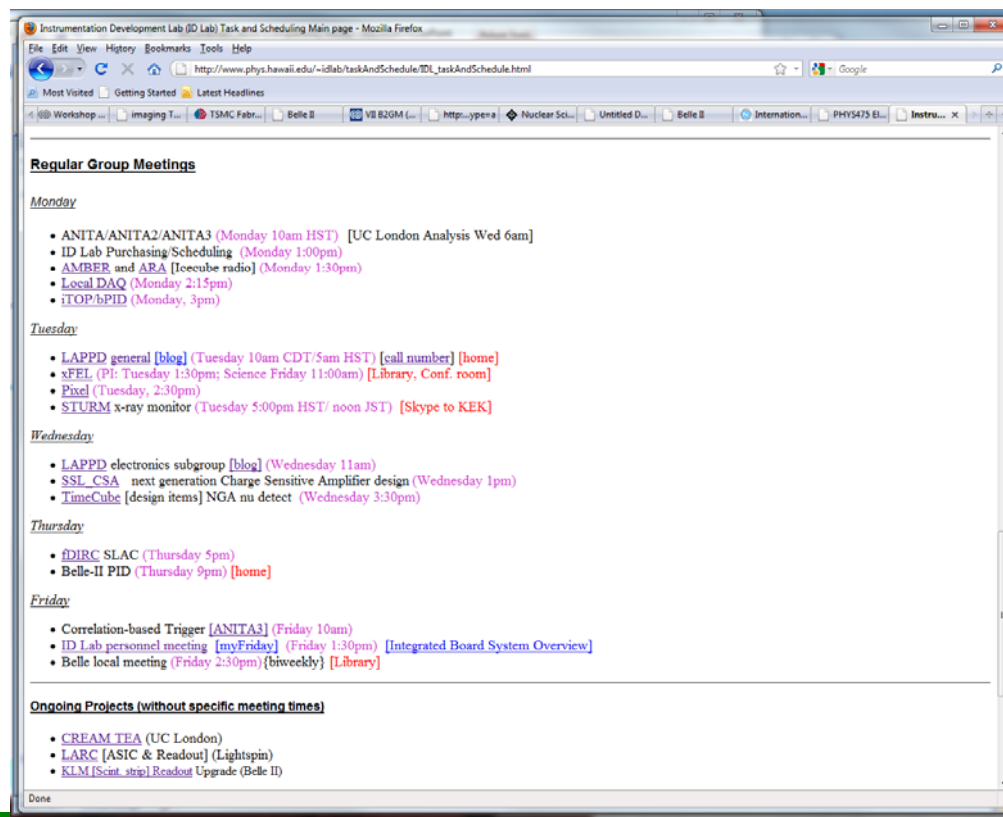 Instrumentation Development Lab (ID Lab) Task and Scheduling Main page - Mozilla Firefox
File Edit View History Bookmarks Tools Help
http://www.phys.hawaii.edu/~idlab/taskAndSchedule/IDL_taskAndSchedule.html
Google
Most Visited Getting Started Latest Headlines
Workshop ... imaging T... TSMC Fabr... Belle II VII B2GM (... http:...ype=a Nuclear Sci... Untitled D... Belle II Internation... PHYS475 El... Instru... X
Regular Group Meetings
Monday
• ANITA/ANITA2/ANITA3 (Monday 10am HST) [UC London Analysis Wed 6am]
• ID Lab Purchasing/Scheduling (Monday 1:00pm)
• AMBER and ARA [Icecube radio] (Monday 1:30pm)
• Local DAQ (Monday 2:15pm)
• iTOP/bPID (Monday, 3pm)
Tuesday
• LAPPD general [blog] (Tuesday 10am CDT/5am HST) [call number] [home]
• xFEL (PI: Tuesday 1:30pm; Science Friday 11:00am) [Library, Conf. room]
• Pixel (Tuesday, 2:30pm)
• STURM x-ray monitor (Tuesday 5:00pm HST/ noon JST) [Skype to KEK]
Wednesday
• LAPPD electronics subgroup [blog] (Wednesday 11am)
• SSL_CSA next generation Charge Sensitive Amplifier design (Wednesday 1pm)
• TimeCube [design items] NGA nu detect (Wednesday 3:30pm)
Thursday
• fDIRC SLAC (Thursday 5pm)
• Belle-II PID (Thursday 9pm) [home]
Friday
• Correlation-based Trigger [ANITA3] (Friday 10am)
• ID Lab personnel meeting [myFriday] (Friday 1:30pm) [Integrated Board System Overview]
• Belle local meeting (Friday 2:30pm){biweekly} [Library]
Ongoing Projects (without specific meeting times)
• CREAM TEA (UC London)
• LARC [ASIC & Readout] (Lightspin)
• KLM [Scint. strip] Readout Upgrade (Belle II)
Done